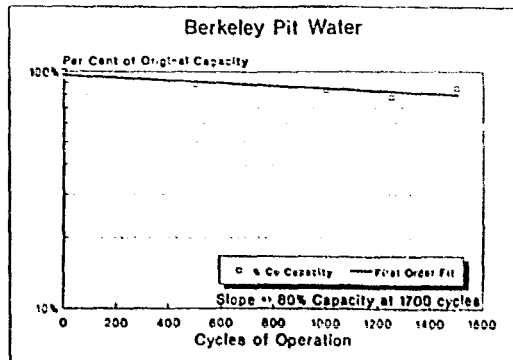 Berkeley Pit Water
Per Cent of Original Capacity
100%
10%
0 200 400 600 800 1000 1200 1400 1600
% Cu Capacity First Order Fit
Slope => 80% Capacity at 1700 cycles
Cycles of Operation